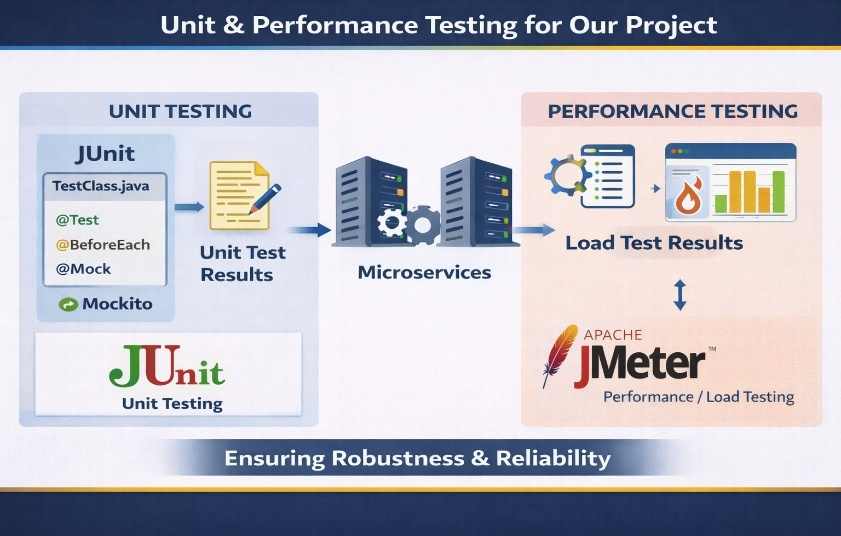 Unit & Performance Testing for Our Project
UNIT TESTING
JUnit
TestClass.java
@Test
@BeforeEach
@Mock
Mockito
Unit Test
Results
JUnit
Unit Testing
Microservices
PERFORMANCE TESTING
Load Test Results
APACHE
JMeter™
Performance / Load Testing
Ensuring Robustness & Reliability